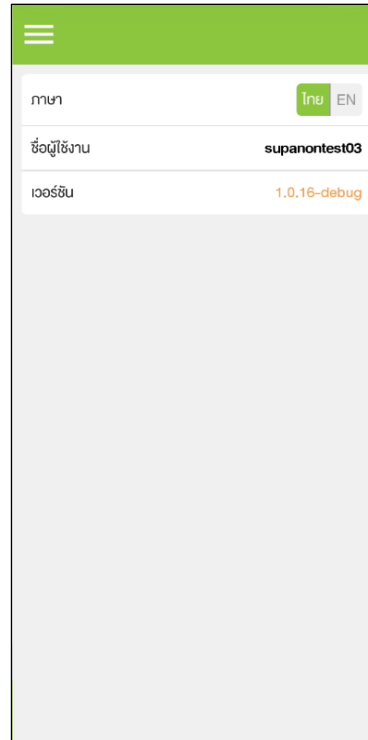 ภาษา ไทย EN
ชื่อผู้ใช้งาน supanontest03
เวอร์ชัน 1.0.16-debug